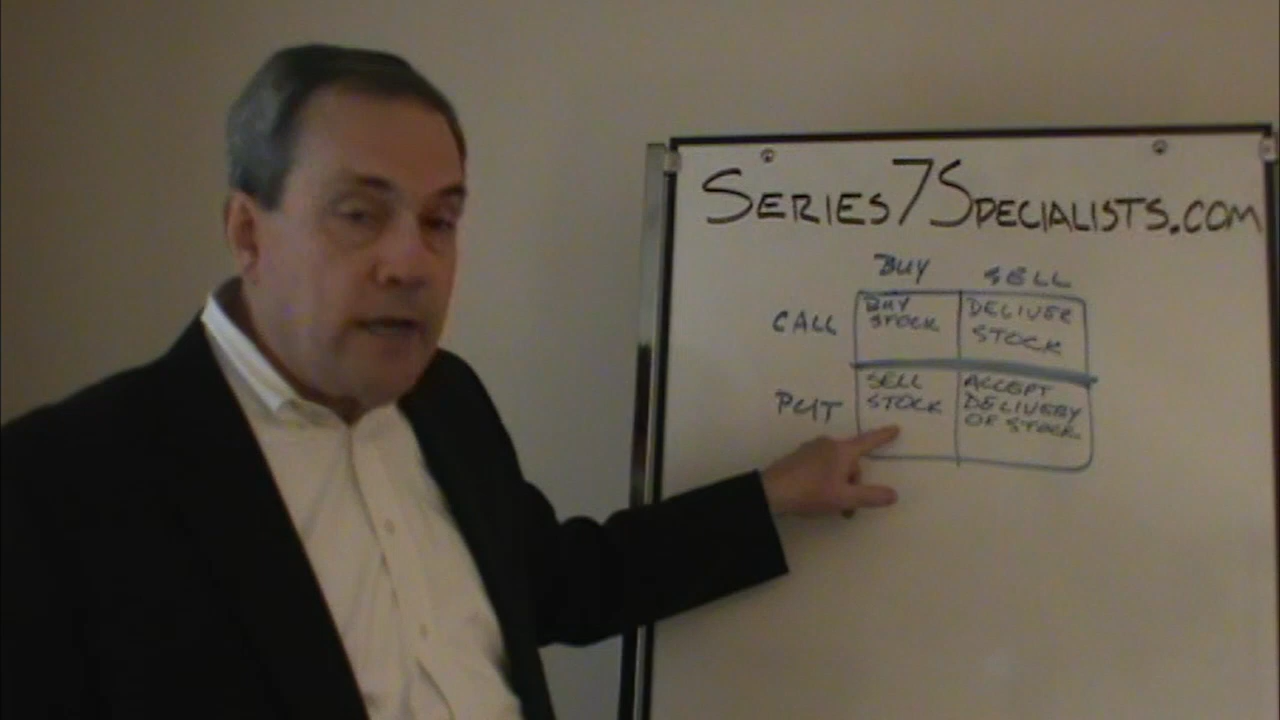 SERIES7SPECIALISTS.COM
BUY SELL
CALL
BUY
STOCK
DELIVER
STOCK
PUT
SELL
STOCK
ACCEPT
DELIVERY
OF STOCK